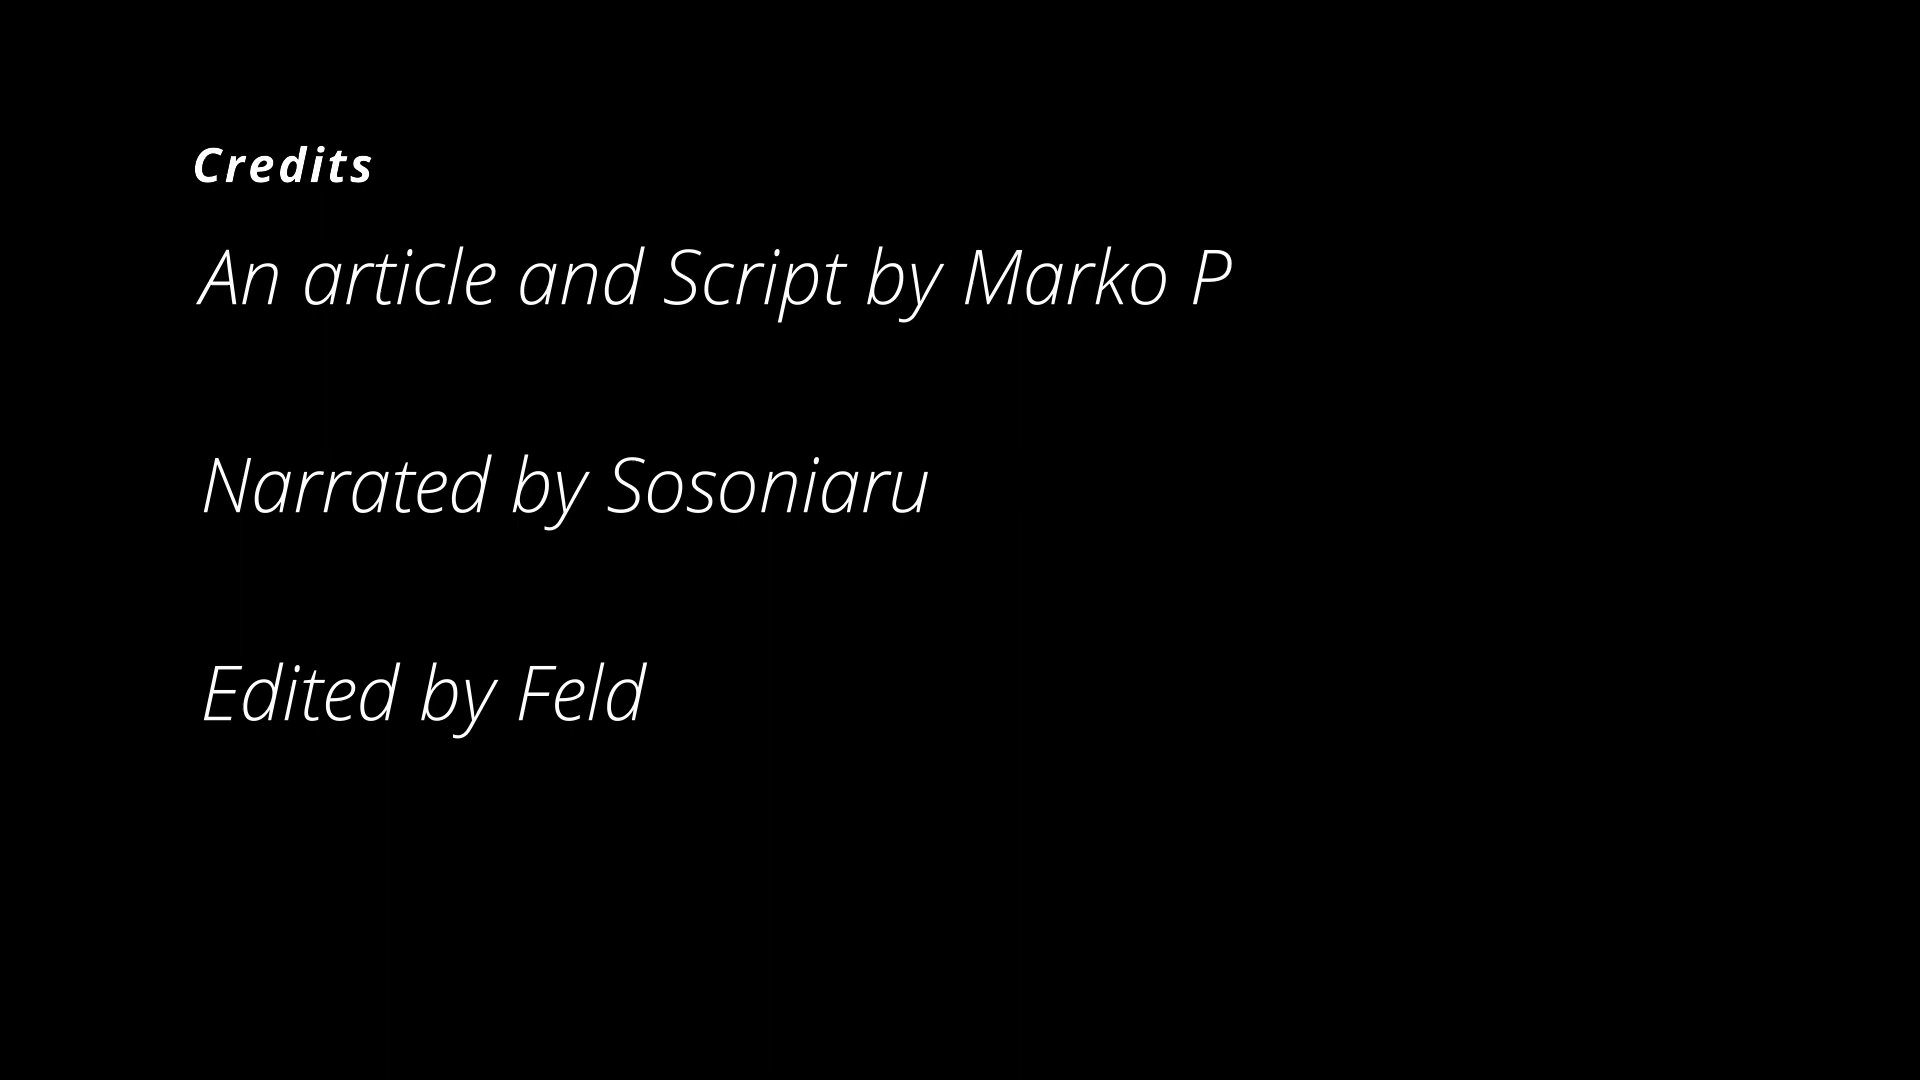 Credits
An article and Script by Marko P
Narrated by Sosoniaru
Edited by Feld